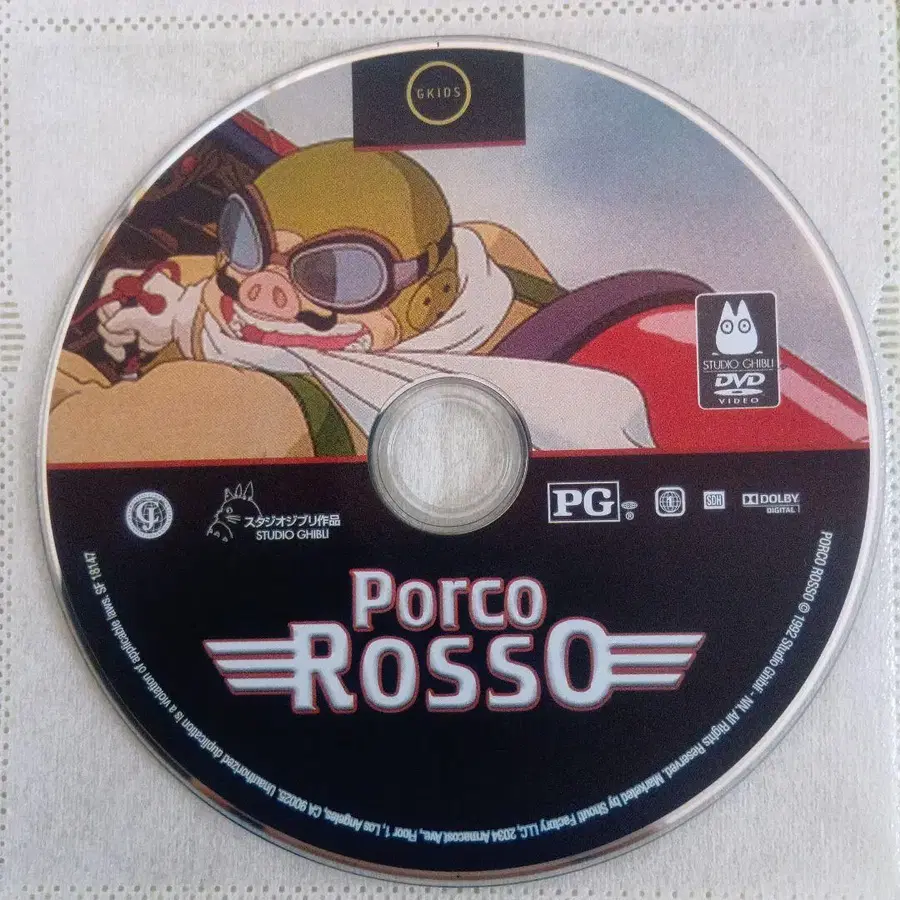 GKIDS
STUDIO GHIBLI
DVD
VIDEO
スタジオジブリ作品
STUDIO GHIBLI
PG
®
1
SDH
DOLBY
DIGITAL
PORCO
ROSSO
PORCO ROSSO © 1992 Studio Ghibli - NN. All Rights Reserved. Marketed by Shout! Factory LLC, 2034 Armacost Ave, Floor 1, Los Angeles, CA 90025. Unauthorized duplication is a violation of applicable laws. SF 18147